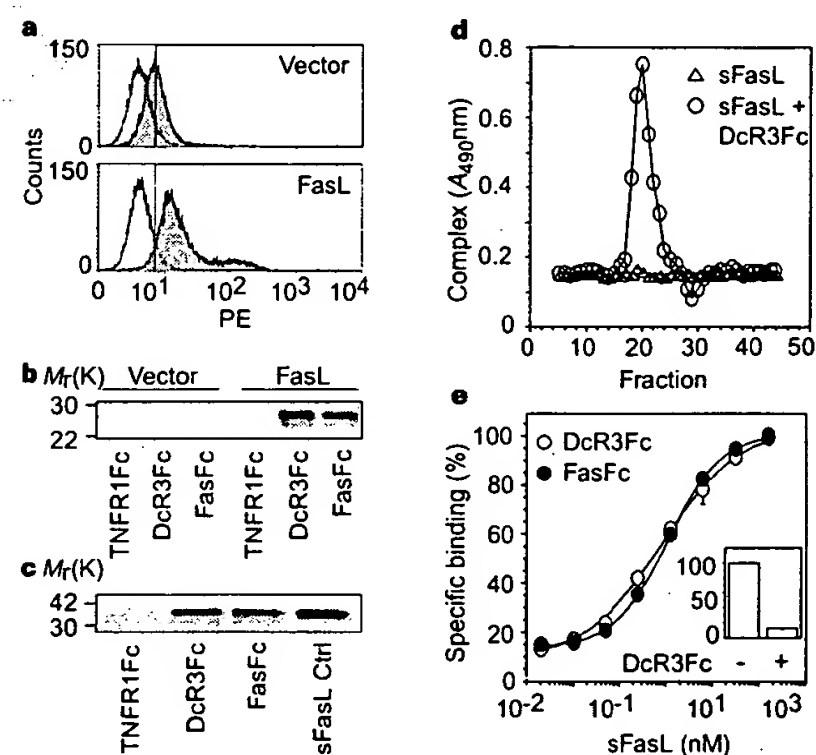 a
150
Vector
0
Counts
150
FasL
0
0 10¹ 10² 10³ 10⁴
PE
b Mr(K) Vector FasL
30
22
TNFR1Fc
DcR3Fc
FasFc
TNFR1Fc
DcR3Fc
FasFc
c Mr(K)
42
30
TNFR1Fc
DcR3Fc
FasFc
sFasL Ctrl
d
0.8
0.6
0.4
0.2
0
Complex (A490nm)
sFasL
sFasL +
DcR3Fc
0 10 20 30 40 50
Fraction
e
100
80
60
40
20
0
Specific binding (%)
DcR3Fc
FasFc
100
50
0
DcR3Fc - +
10⁻² 10⁻¹ 10¹ 10³
sFasL (nM)